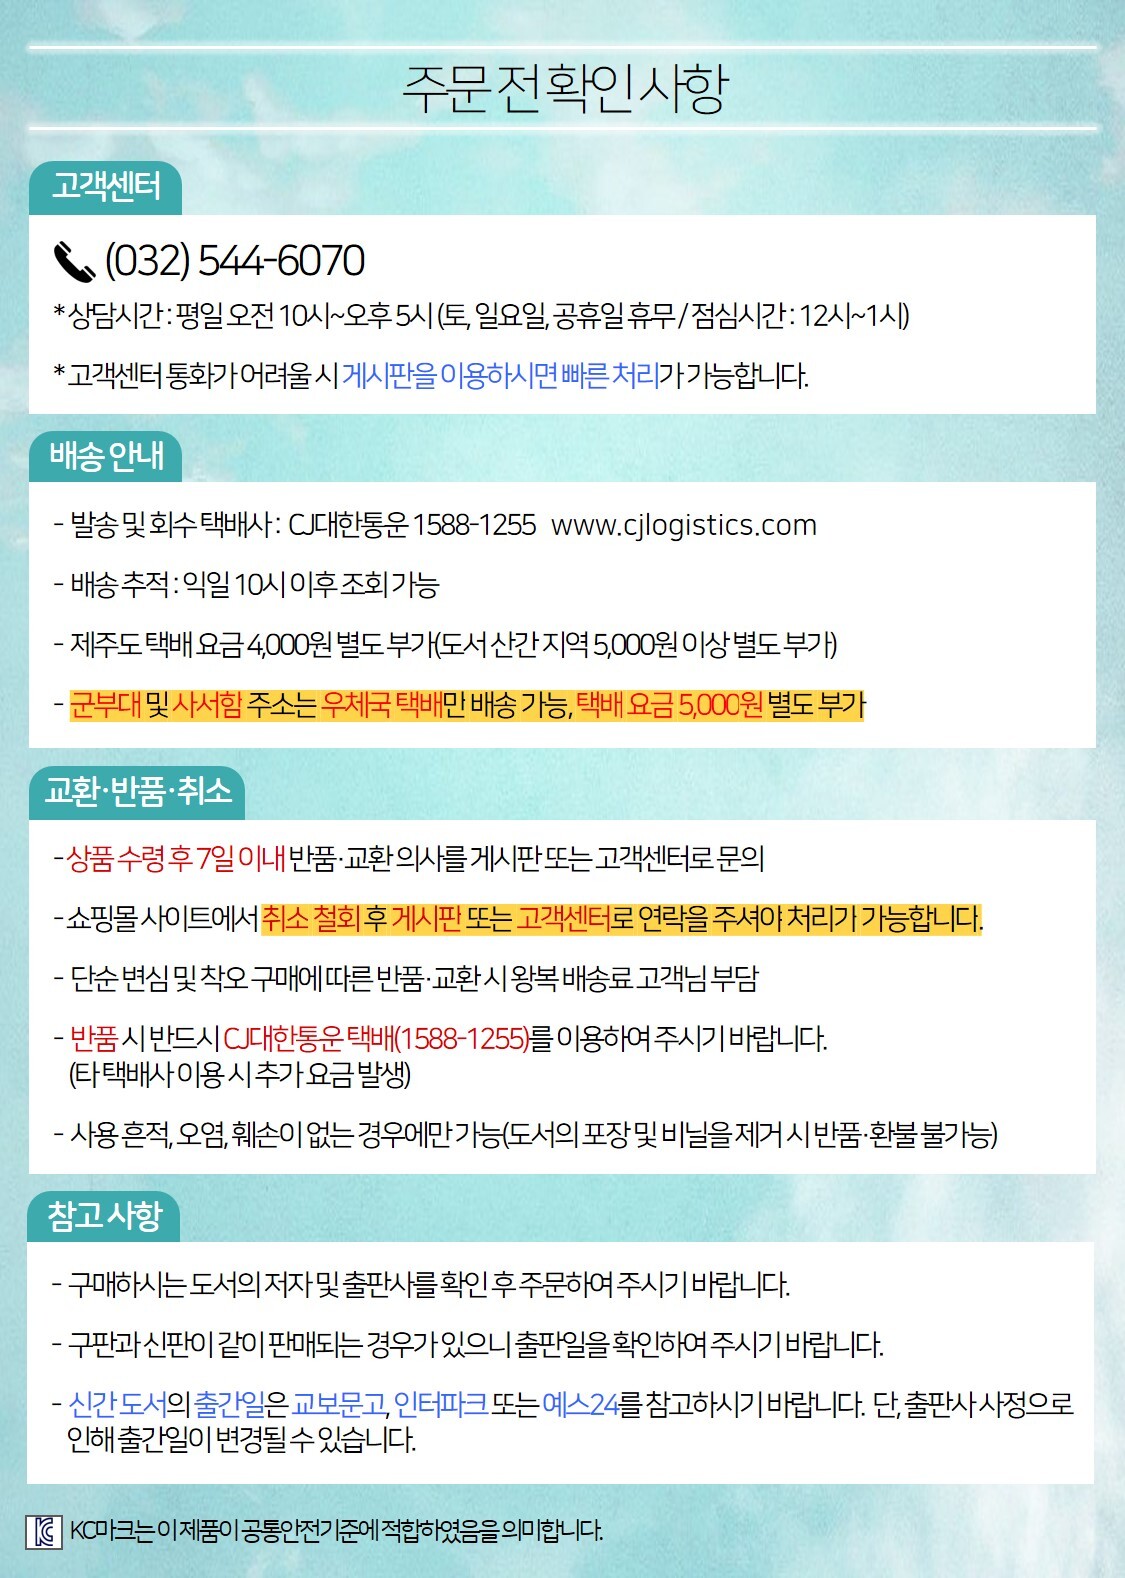 주문 전 확인 사항
고객센터
(032) 544-6070
* 상담시간 : 평일 오전 10시~오후 5시 (토, 일요일, 공휴일 휴무 / 점심시간 : 12시~1시)
* 고객센터 통화가 어려울 시 게시판을 이용하시면 빠른 처리가 가능합니다.
배송 안내
- 발송 및 회수 택배사 : CJ대한통운 1588-1255 www.cjlogistics.com
- 배송 추적 : 익일 10시 이후 조회 가능
- 제주도 택배 요금 4,000원 별도 부가(도서 산간 지역 5,000원 이상 별도 부가)
- 군부대 및 사서함 주소는 우체국 택배만 배송 가능, 택배 요금 5,000원 별도 부가
교환·반품·취소
- 상품 수령 후 7일 이내 반품·교환 의사를 게시판 또는 고객센터로 문의
- 쇼핑몰 사이트에서 취소 철회 후 게시판 또는 고객센터로 연락을 주셔야 처리가 가능합니다.
- 단순 변심 및 착오 구매에 따른 반품·교환 시 왕복 배송료 고객님 부담
- 반품 시 반드시 CJ대한통운 택배(1588-1255)를 이용하여 주시기 바랍니다.
(타 택배사 이용 시 추가 요금 발생)
- 사용 흔적, 오염, 훼손이 없는 경우에만 가능(도서의 포장 및 비닐을 제거 시 반품·환불 불가능)
참고 사항
- 구매하시는 도서의 저자 및 출판사를 확인 후 주문하여 주시기 바랍니다.
- 구판과 신판이 같이 판매되는 경우가 있으니 출판일을 확인하여 주시기 바랍니다.
- 신간 도서의 출간일은 교보문고, 인터파크 또는 예스24를 참고하시기 바랍니다. 단, 출판사 사정으로
인해 출간일이 변경될 수 있습니다.
KC KC마크는 이 제품이 공통안전기준에 적합하였음을 의미합니다.